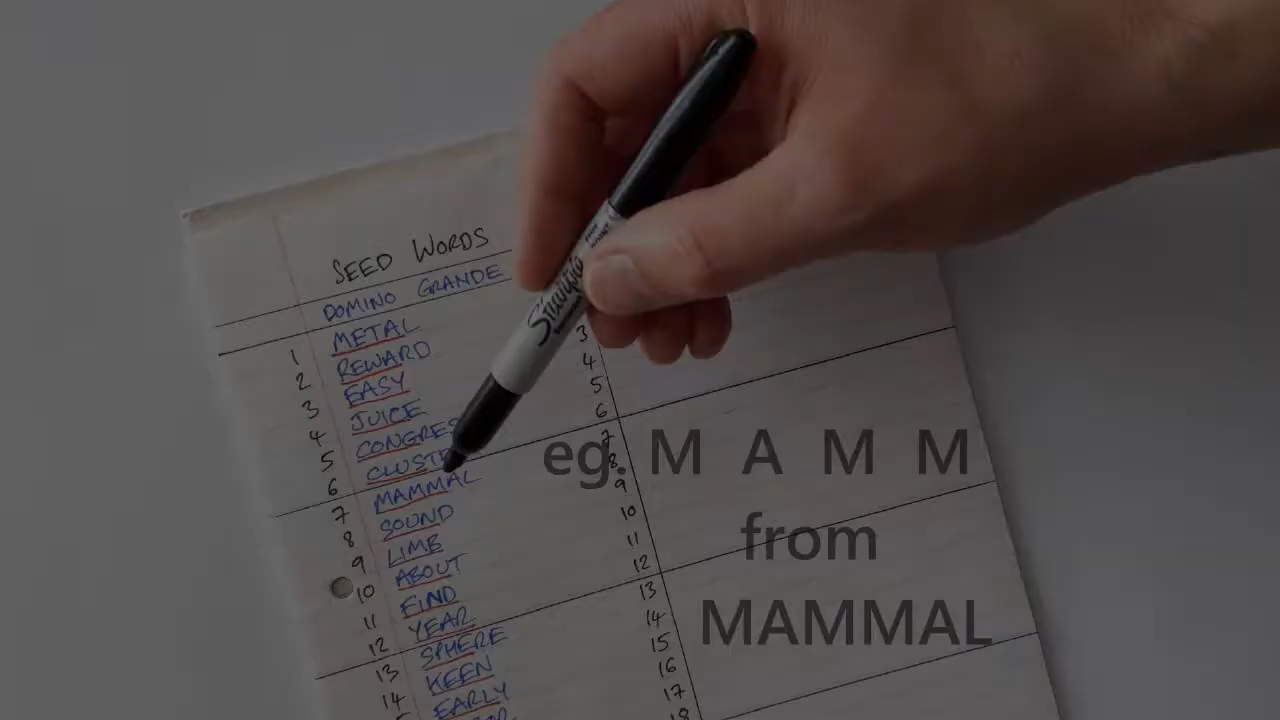 SEED WORDS
DOMINO GRANDE
1 METAL
2 REWARD
3 EASY
4 JUICE
5 CONGRES
6 CLUSTE
7 MAMMAL
8 SOUND
9 LIMB
10 ABOUT
11 FIND
12 YEAR
13 SPHERE
14 KEEN
EARLY
3
4
5
6
7
8
9
10
11
12
13
14
15
16
17
18
Sharpie
eg. M A M M
from
MAMMAL